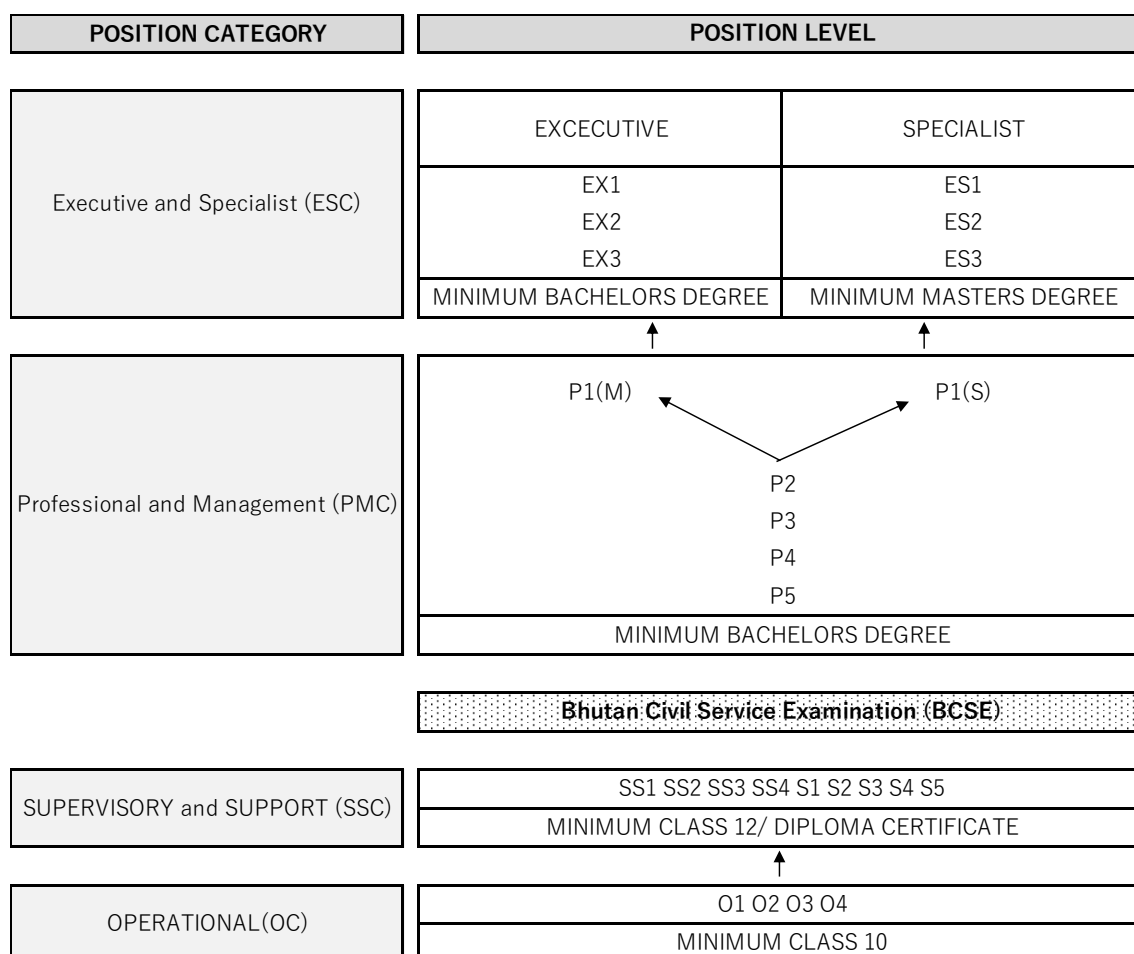 POSITION CATEGORY
POSITION LEVEL
Executive and Specialist (ESC)
EXCECUTIVE
SPECIALIST
EX1
ES1
EX2
ES2
EX3
ES3
MINIMUM BACHELORS DEGREE
MINIMUM MASTERS DEGREE
Professional and Management (PMC)
P1(M)
P1(S)
P2
P3
P4
P5
MINIMUM BACHELORS DEGREE
Bhutan Civil Service Examination (BCSE)
SUPERVISORY and SUPPORT (SSC)
SS1 SS2 SS3 SS4 S1 S2 S3 S4 S5
MINIMUM CLASS 12/ DIPLOMA CERTIFICATE
OPERATIONAL(OC)
O1 O2 O3 O4
MINIMUM CLASS 10